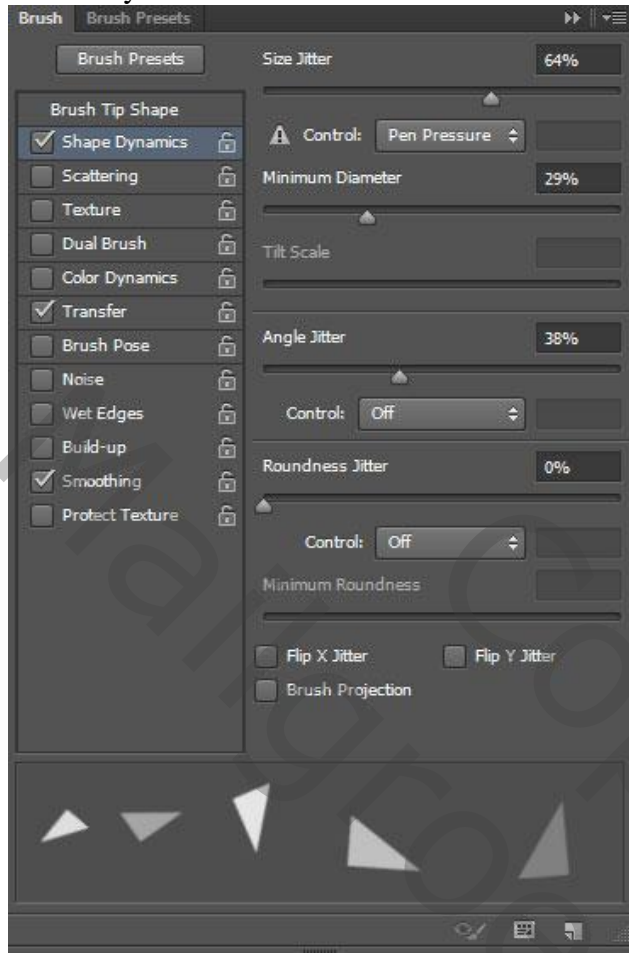 Brush Brush Presets
Brush Presets
Brush Tip Shape
Shape Dynamics
Scattering
Texture
Dual Brush
Color Dynamics
Transfer
Brush Pose
Noise
Wet Edges
Build-up
Smoothing
Protect Texture
Size Jitter 64%
Control: Pen Pressure
Minimum Diameter 29%
Tilt Scale
Angle Jitter 38%
Control: Off
Roundness Jitter 0%
Control: Off
Minimum Roundness
Flip X Jitter Flip Y Jitter
Brush Projection